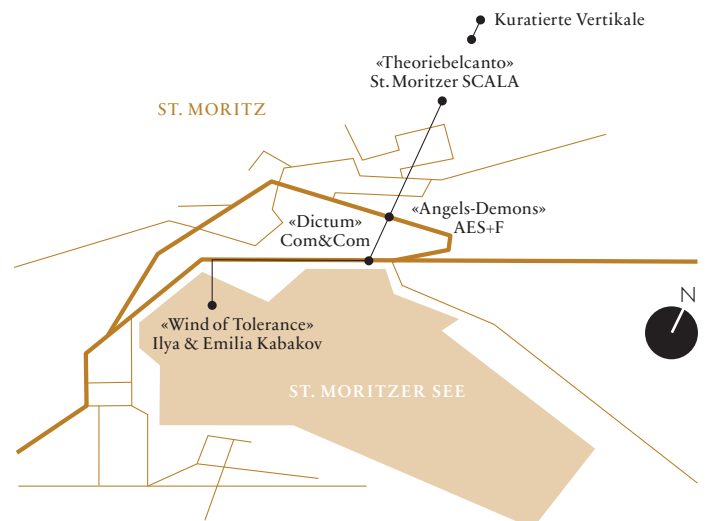 Kuratierte Vertikale
«Theoriebelcanto»
St. Moritzer SCALA
ST. MORITZ
«Angels-Demons»
AES+F
«Dictum»
Com&Com
N
«Wind of Tolerance»
Ilya & Emilia Kabakov
ST. MORITZER SEE